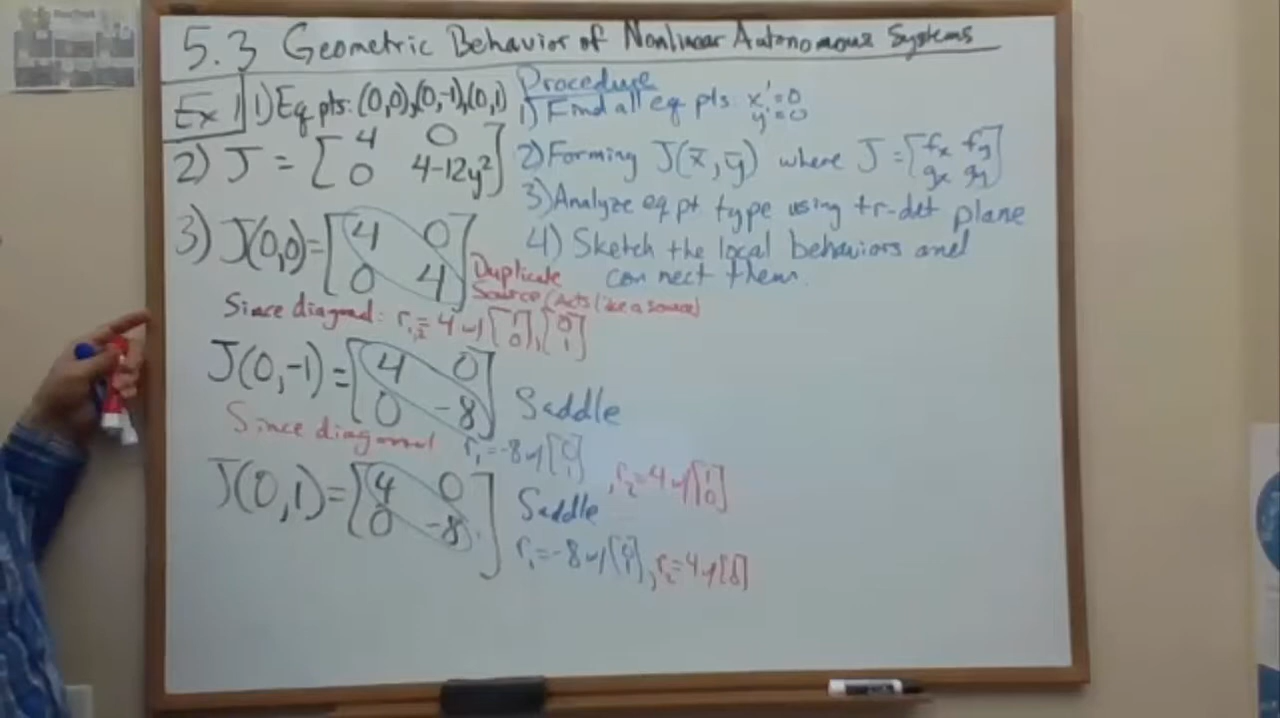 5.3 Geometric Behavior of Nonlinear Autonomous Systems
Ex 1
1) Eq pts: (0,0), (0,-1), (0,1)
2) J = [4 0
0 4-12y²]
3) J(0,0) = [4 0
0 4]
Duplicate
Source (Acts like a source)
Since diagonal: r₁,₂ = 4 w/ [1 0], [0 1]
J(0,-1) = [4 0
0 -8]
Saddle
Since diagonal
r₁ = -8 w/ [0 1]
, r₂ = 4 w/ [1 0]
J(0,1) = [4 0
0 -8]
Saddle
r₁ = -8 w/ [0 1], r₂ = 4 w/ [1 0]
Procedure
1) Find all eq pts: x' = 0
y' = 0
2) Forming J(x̄, ȳ) where J = [fx fy
gx gy]
3) Analyze eq pt type using tr-det plane
4) Sketch the local behaviors and
connect them.